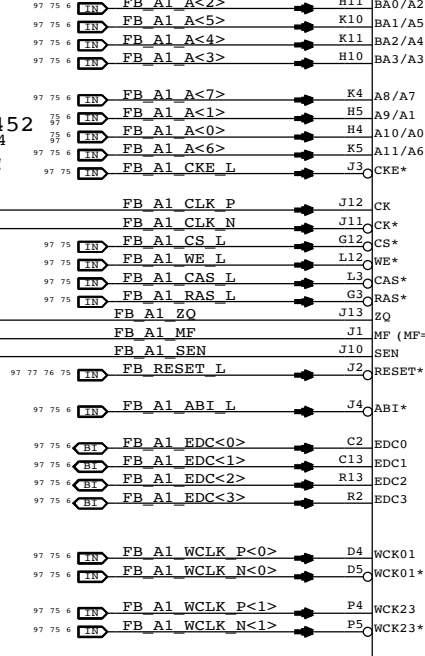 97 75 6 IN FB_A1_A<2> H11 BA0/A2
97 75 6 IN FB_A1_A<5> K10 BA1/A5
97 75 6 IN FB_A1_A<4> K11 BA2/A4
97 75 6 IN FB_A1_A<3> H10 BA3/A3
97 75 6 IN FB_A1_A<7> K4 A8/A7
75 6 97 IN FB_A1_A<1> H5 A9/A1
75 6 97 IN FB_A1_A<0> H4 A10/A0
97 75 6 IN FB_A1_A<6> K5 A11/A6
97 75 IN FB_A1_CKE_L J3 CKE*
FB_A1_CLK_P J12 CK
FB_A1_CLK_N J11 CK*
97 75 IN FB_A1_CS_L G12 CS*
97 75 IN FB_A1_WE_L L12 WE*
97 75 IN FB_A1_CAS_L L3 CAS*
97 75 IN FB_A1_RAS_L G3 RAS*
FB_A1_ZQ J13 ZQ
FB_A1_MF J1 MF (MF=
FB_A1_SEN J10 SEN
97 77 76 75 IN FB_RESET_L J2 RESET*
97 75 6 IN FB_A1_ABI_L J4 ABI*
97 75 6 BI FB_A1_EDC<0> C2 EDC0
97 75 6 BI FB_A1_EDC<1> C13 EDC1
97 75 6 BI FB_A1_EDC<2> R13 EDC2
97 75 6 BI FB_A1_EDC<3> R2 EDC3
97 75 6 IN FB_A1_WCLK_P<0> D4 WCK01
97 75 6 IN FB_A1_WCLK_N<0> D5 WCK01*
97 75 6 IN FB_A1_WCLK_P<1> P4 WCK23
97 75 6 IN FB_A1_WCLK_N<1> P5 WCK23*